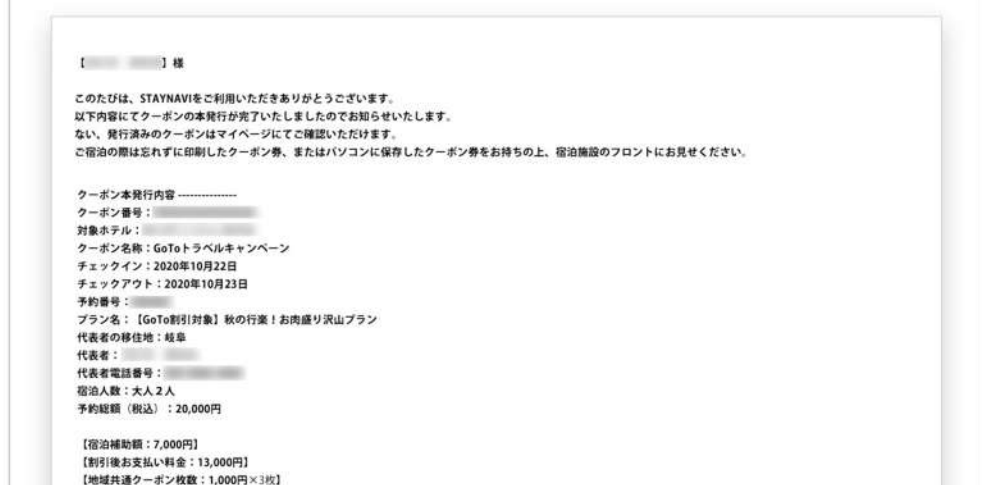 【 】様
このたびは、STAYNAVIをご利用いただきありがとうございます。
以下内容にてクーポンの本発行が完了いたしましたのでお知らせいたします。
ない、発行済みのクーポンはマイページにてご確認いただけます。
ご宿泊の際は忘れずに印刷したクーポン券、またはパソコンに保存したクーポン券をお持ちの上、宿泊施設のフロントにお見せください。
クーポン本発行内容 ---------------
クーポン番号：
対象ホテル：
クーポン名称：GoToトラベルキャンペーン
チェックイン：2020年10月22日
チェックアウト：2020年10月23日
予約番号：
プラン名：【GoTo割引対象】秋の行楽！お肉盛り沢山プラン
代表者の移住地：岐阜
代表者：
代表者電話番号：
宿泊人数：大人２人
予約総額（税込）：20,000円
【宿泊補助額：7,000円】
【割引後お支払い料金：13,000円】
【地域共通クーポン枚数：1,000円×3枚】